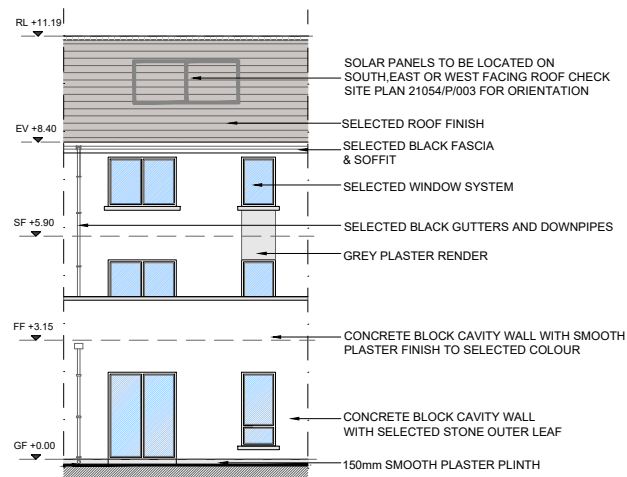 RL +11.19
SOLAR PANELS TO BE LOCATED ON
SOUTH,EAST OR WEST FACING ROOF CHECK
SITE PLAN 21054/P/003 FOR ORIENTATION
SELECTED ROOF FINISH
EV +8.40
SELECTED BLACK FASCIA
& SOFFIT
SELECTED WINDOW SYSTEM
SF +5.90
SELECTED BLACK GUTTERS AND DOWNPIPES
GREY PLASTER RENDER
FF +3.15
CONCRETE BLOCK CAVITY WALL WITH SMOOTH
PLASTER FINISH TO SELECTED COLOUR
CONCRETE BLOCK CAVITY WALL
WITH SELECTED STONE OUTER LEAF
GF +0.00
150mm SMOOTH PLASTER PLINTH